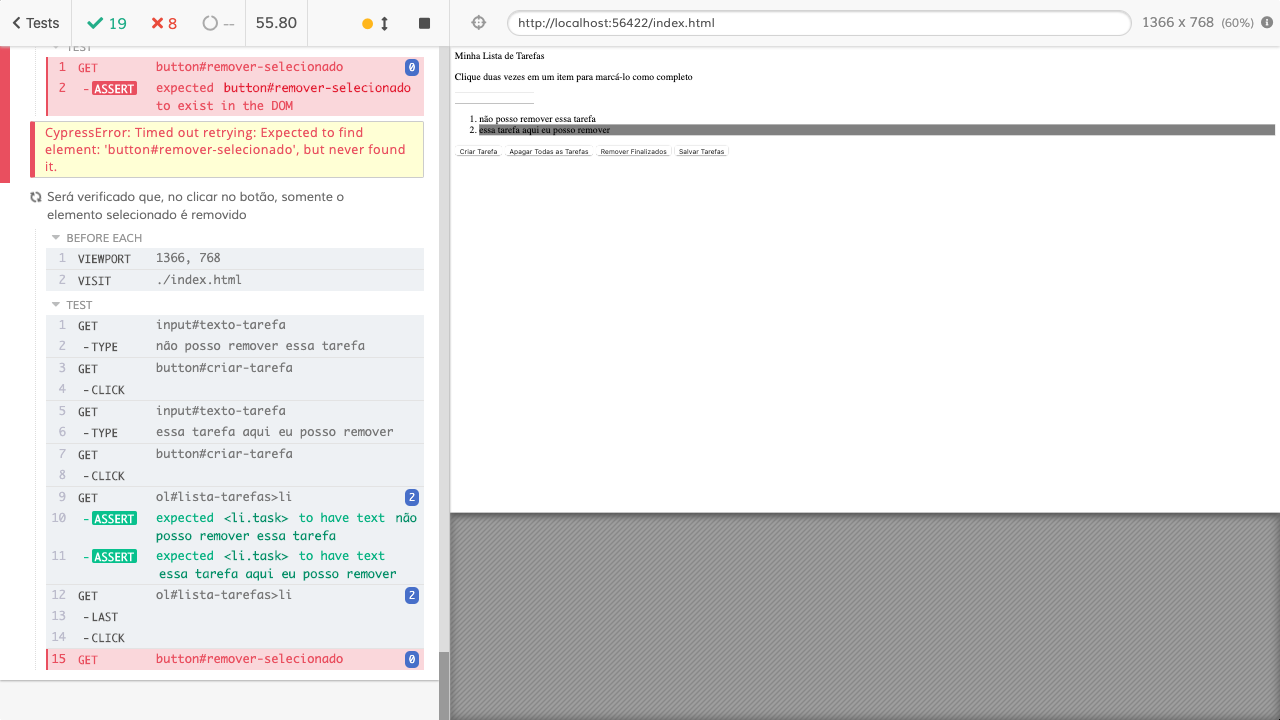 Tests
19
8
--
55.80
http://localhost:56422/index.html
1366 x 768 (60%)
TEST
1 GET button#remover-selecionado 0
2 -ASSERT expected button#remover-selecionado
to exist in the DOM
CypressError: Timed out retrying: Expected to find
element: 'button#remover-selecionado', but never found
it.
Será verificado que, no clicar no botão, somente o
elemento selecionado é removido
BEFORE EACH
1 VIEWPORT 1366, 768
2 VISIT ./index.html
TEST
1 GET input#texto-tarefa
2 -TYPE não posso remover essa tarefa
3 GET button#criar-tarefa
4 -CLICK
5 GET input#texto-tarefa
6 -TYPE essa tarefa aqui eu posso remover
7 GET button#criar-tarefa
8 -CLICK
9 GET ol#lista-tarefas>li 2
10 -ASSERT expected <li.task> to have text não
posso remover essa tarefa
11 -ASSERT expected <li.task> to have text
essa tarefa aqui eu posso remover
12 GET ol#lista-tarefas>li 2
13 -LAST
14 -CLICK
15 GET button#remover-selecionado 0
Minha Lista de Tarefas
Clique duas vezes em um item para marcá-lo como completo
1. não posso remover essa tarefa
2. essa tarefa aqui eu posso remover
Criar Tarefa Apagar Todas as Tarefas Remover Finalizados Salvar Tarefas